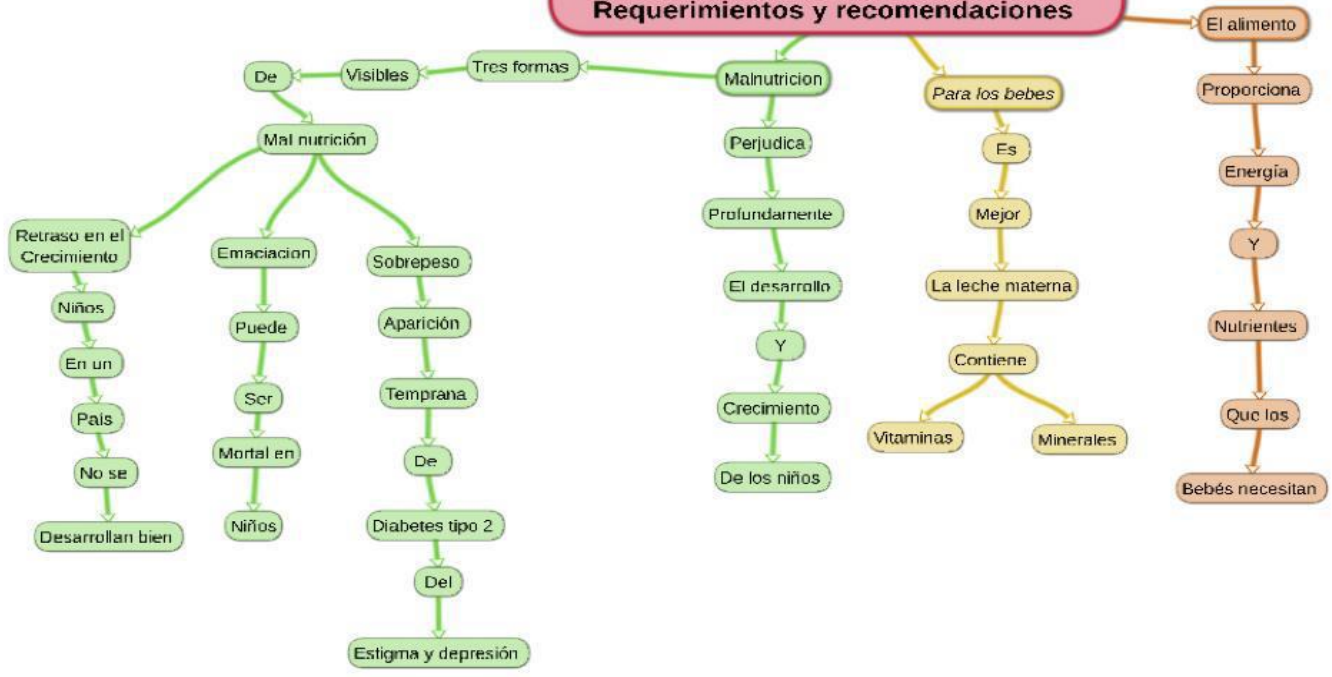 Requerimientos y recomendaciones
El alimento
Proporciona
Energía
Y
Nutrientes
Que los
Bebés necesitan
Para los bebes
Es
Mejor
La leche materna
Contiene
Vitaminas
Minerales
Malnutricion
Perjudica
Profundamente
El desarrollo
Y
Crecimiento
De los niños
Tres formas
Visibles
De
Mal nutrición
Retraso en el
Crecimiento
Niños
En un
Pais
No se
Desarrollan bien
Emaciacion
Puede
Ser
Mortal en
Niños
Sobrepeso
Aparición
Temprana
De
Diabetes tipo 2
Del
Estigma y depresión